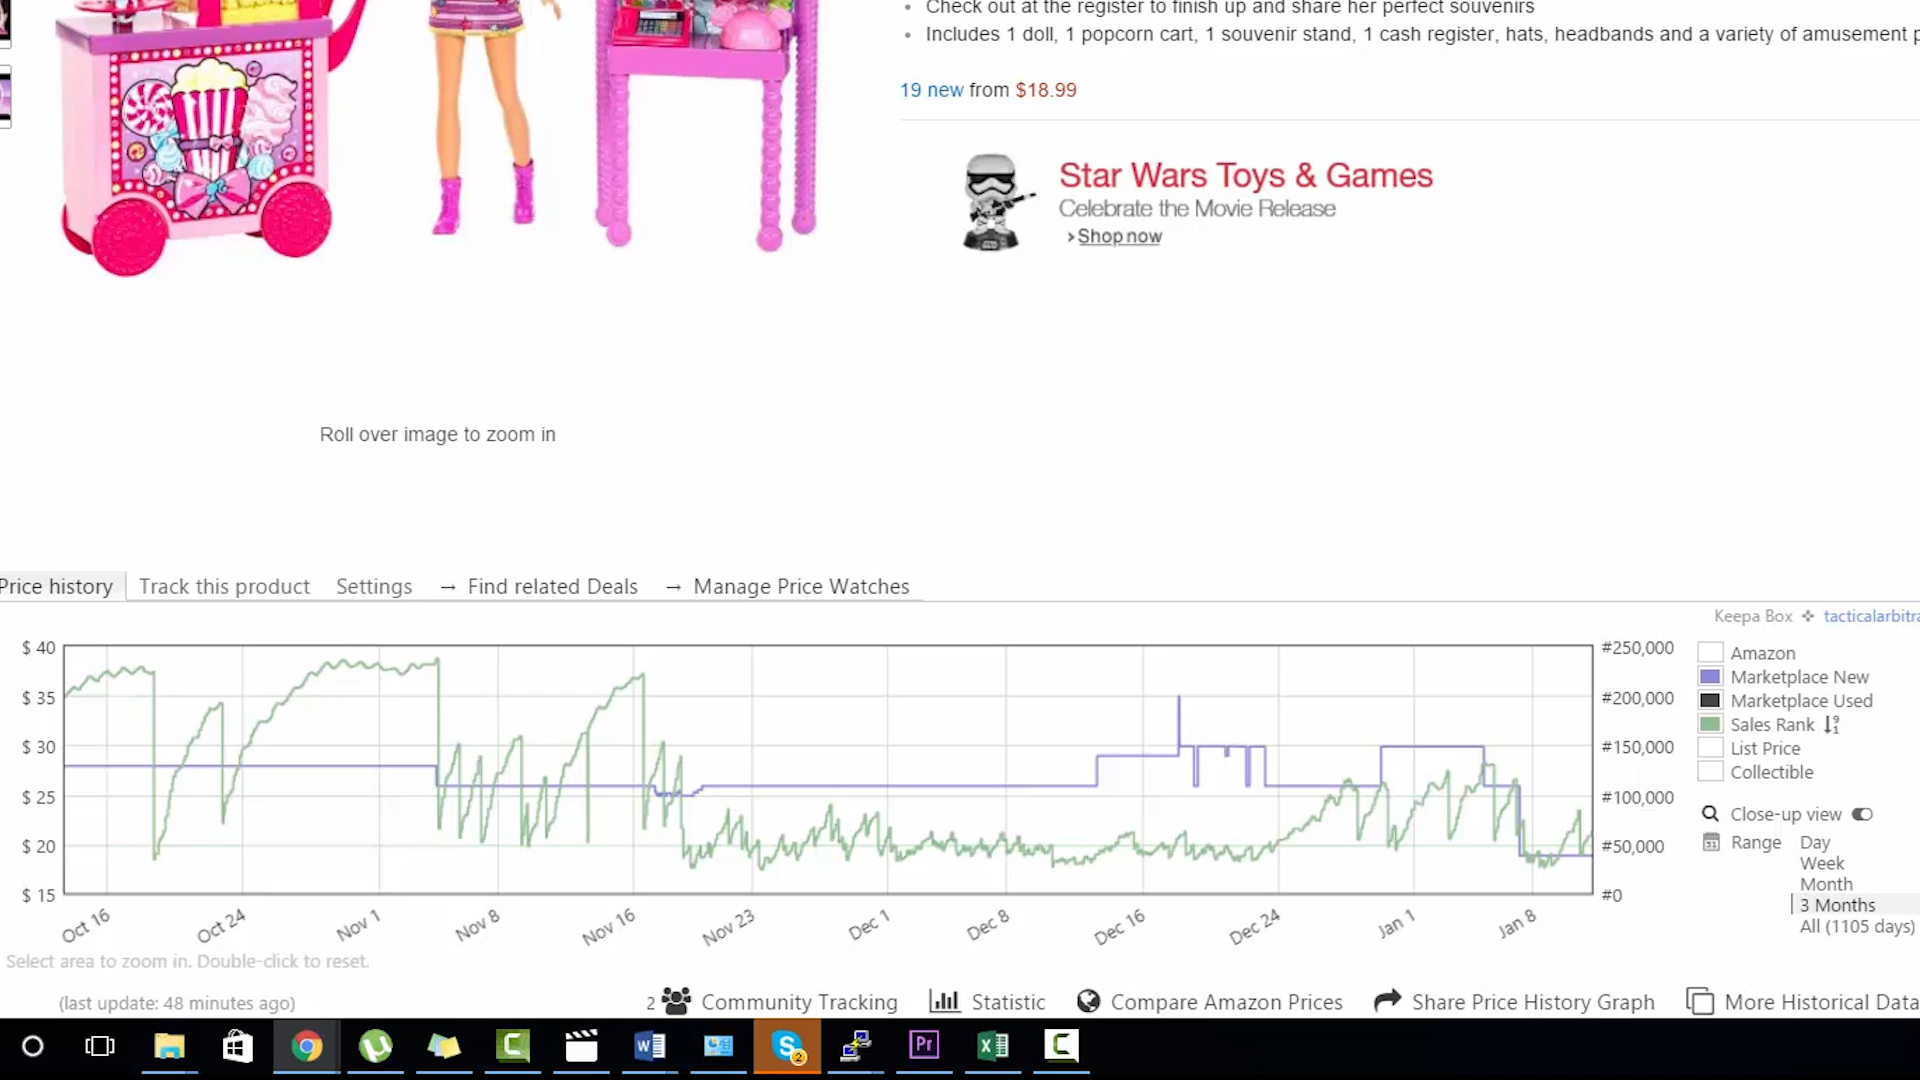 Check out at the register to finish up and share her perfect souvenirs
Includes 1 doll, 1 popcorn cart, 1 souvenir stand, 1 cash register, hats, headbands and a variety of amusement p
19 new from $18.99
Star Wars Toys & Games
Celebrate the Movie Release
Shop now
Roll over image to zoom in
Price history Track this product Settings → Find related Deals → Manage Price Watches
Keepa Box ✣ tacticalarbitra
$ 40
$ 35
$ 30
$ 25
$ 20
$ 15
#250,000
#200,000
#150,000
#100,000
#50,000
#0
Oct 16 Oct 24 Nov 1 Nov 8 Nov 16 Nov 23 Dec 1 Dec 8 Dec 16 Dec 24 Jan 1 Jan 8
Amazon
Marketplace New
Marketplace Used
Sales Rank
List Price
Collectible
Close-up view
Range Day
Week
Month
3 Months
All (1105 days)
Select area to zoom in. Double-click to reset.
(last update: 48 minutes ago)
2 Community Tracking Statistic Compare Amazon Prices Share Price History Graph More Historical Data
2
Pr